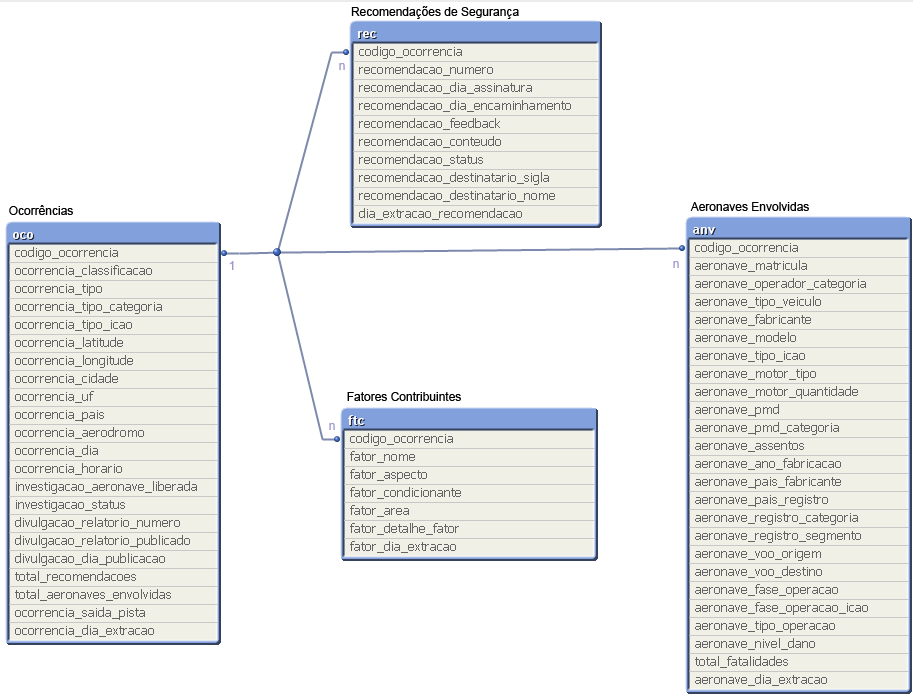 Recomendações de Segurança
rec
codigo_ocorrencia
recomendacao_numero
recomendacao_dia_assinatura
recomendacao_dia_encaminhamento
recomendacao_feedback
recomendacao_conteudo
recomendacao_status
recomendacao_destinatario_sigla
recomendacao_destinatario_nome
dia_extracao_recomendacao
n
Ocorrências
oco
codigo_ocorrencia
ocorrencia_classificacao
ocorrencia_tipo
ocorrencia_tipo_categoria
ocorrencia_tipo_icao
ocorrencia_latitude
ocorrencia_longitude
ocorrencia_cidade
ocorrencia_uf
ocorrencia_pais
ocorrencia_aerodromo
ocorrencia_dia
ocorrencia_horario
investigacao_aeronave_liberada
investigacao_status
divulgacao_relatorio_numero
divulgacao_relatorio_publicado
divulgacao_dia_publicacao
total_recomendacoes
total_aeronaves_envolvidas
ocorrencia_saida_pista
ocorrencia_dia_extracao
1
Fatores Contribuintes
n
ftc
codigo_ocorrencia
fator_nome
fator_aspecto
fator_condicionante
fator_area
fator_detalhe_fator
fator_dia_extracao
Aeronaves Envolvidas
n
anv
codigo_ocorrencia
aeronave_matricula
aeronave_operador_categoria
aeronave_tipo_veiculo
aeronave_fabricante
aeronave_modelo
aeronave_tipo_icao
aeronave_motor_tipo
aeronave_motor_quantidade
aeronave_pmd
aeronave_pmd_categoria
aeronave_assentos
aeronave_ano_fabricacao
aeronave_pais_fabricante
aeronave_pais_registro
aeronave_registro_categoria
aeronave_registro_segmento
aeronave_voo_origem
aeronave_voo_destino
aeronave_fase_operacao
aeronave_fase_operacao_icao
aeronave_tipo_operacao
aeronave_nivel_dano
total_fatalidades
aeronave_dia_extracao